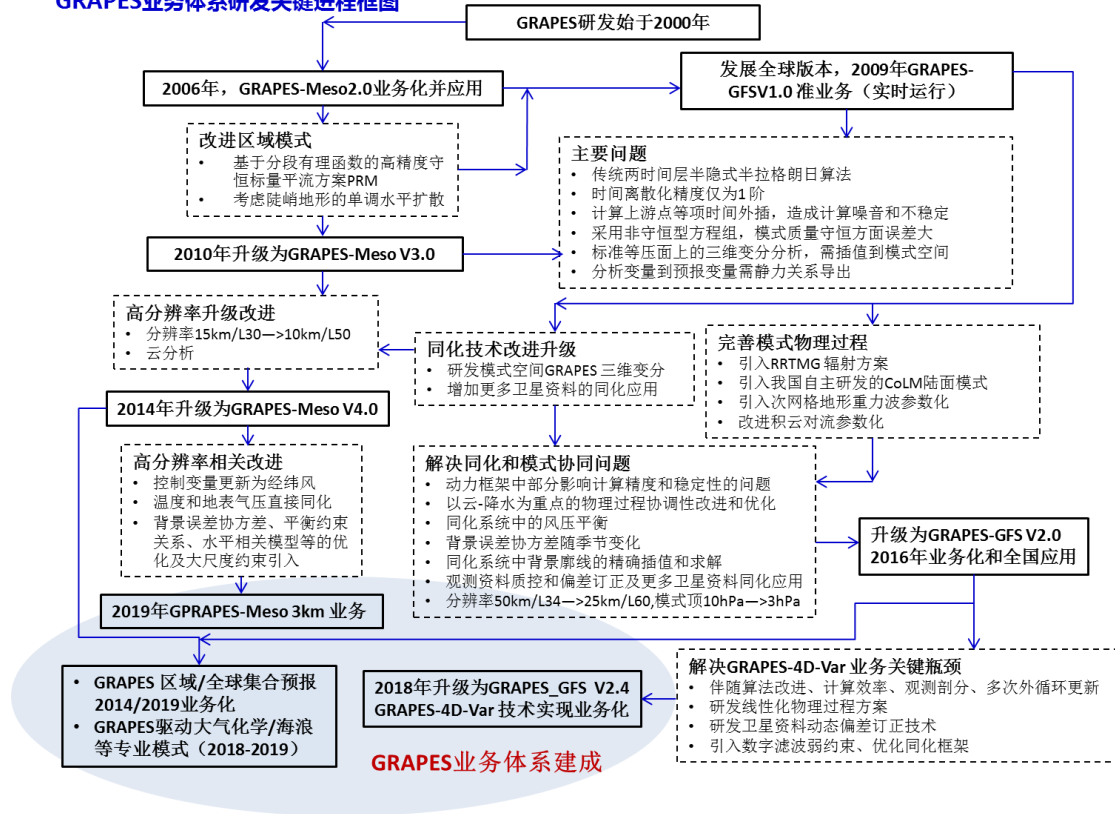 GRAPES业务体系研发关键进程框图
GRAPES研发始于2000年
2006年，GRAPES-Meso2.0业务化并应用
发展全球版本，2009年GRAPES-
GFSV1.0 准业务（实时运行）
改进区域模式
• 基于分段有理函数的高精度守
恒标量平流方案PRM
• 考虑陡峭地形的单调水平扩散
主要问题
• 传统两时间层半隐式半拉格朗日算法
• 时间离散化精度仅为1阶
• 计算上游点等项时间外插，造成计算噪音和不稳定
• 采用非守恒型方程组，模式质量守恒方面误差大
• 标准等压面上的三维变分分析，需插值到模式空间
• 分析变量到预报变量需静力关系导出
2010年升级为GRAPES-Meso V3.0
高分辨率升级改进
• 分辨率15km/L30—>10km/L50
• 云分析
同化技术改进升级
• 研发模式空间GRAPES 三维变分
• 增加更多卫星资料的同化应用
完善模式物理过程
• 引入RRTMG 辐射方案
• 引入我国自主研发的CoLM陆面模式
• 引入次网格地形重力波参数化
• 改进积云对流参数化
2014年升级为GRAPES-Meso V4.0
高分辨率相关改进
• 控制变量更新为经纬风
• 温度和地表气压直接同化
• 背景误差协方差、平衡约束
关系、水平相关模型等的优
化及大尺度约束引入
解决同化和模式协同问题
• 动力框架中部分影响计算精度和稳定性的问题
• 以云-降水为重点的物理过程协调性改进和优化
• 同化系统中的风压平衡
• 背景误差协方差随季节变化
• 同化系统中背景廓线的精确插值和求解
• 观测资料质控和偏差订正及更多卫星资料同化应用
• 分辨率50km/L34—>25km/L60,模式顶10hPa—>3hPa
升级为GRAPES-GFS V2.0
2016年业务化和全国应用
2019年GPRAPES-Meso 3km 业务
• GRAPES 区域/全球集合预报
2014/2019业务化
• GRAPES驱动大气化学/海浪
等专业模式（2018-2019）
2018年升级为GRAPES_GFS V2.4
GRAPES-4D-Var 技术实现业务化
解决GRAPES-4D-Var 业务关键瓶颈
• 伴随算法改进、计算效率、观测剖分、多次外循环更新
• 研发线性化物理过程方案
• 研发卫星资料动态偏差订正技术
• 引入数字滤波弱约束、优化同化框架
GRAPES业务体系建成